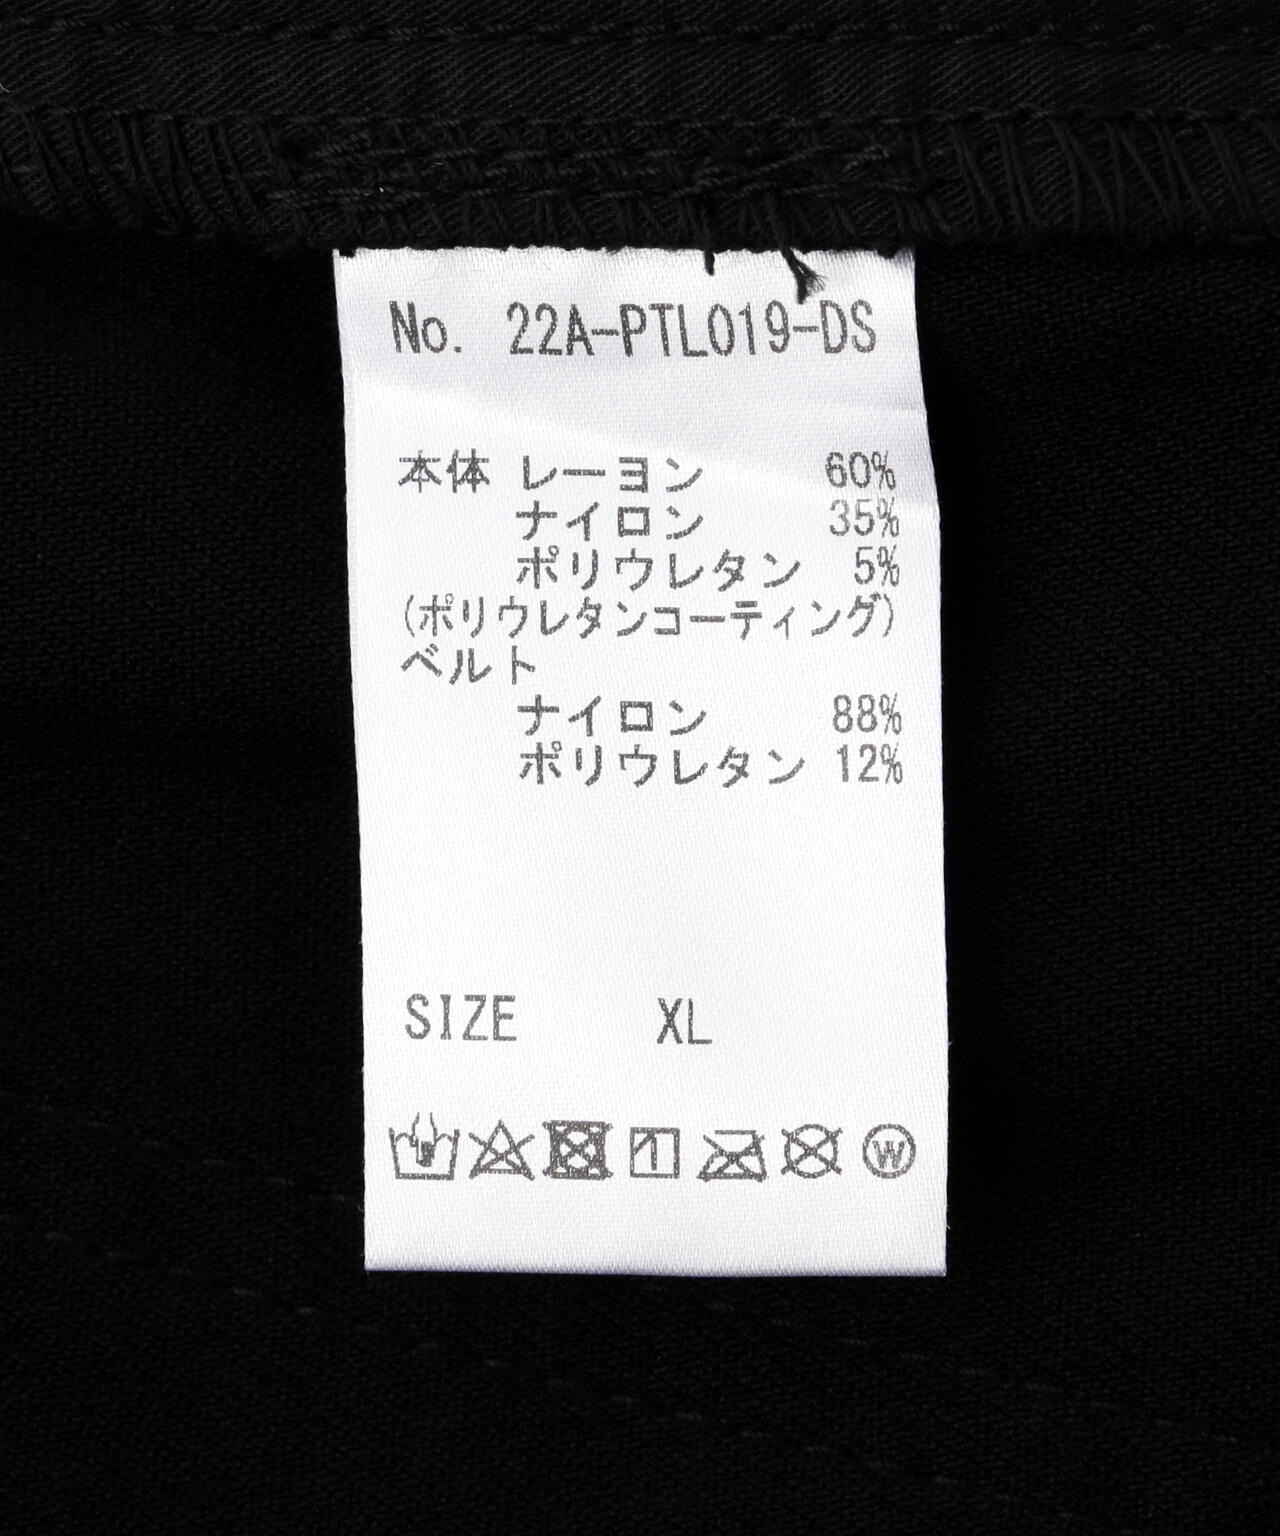 No. 22A-PTL019-DS
本体 レーヨン 60%
ナイロン 35%
ポリウレタン 5%
(ポリウレタンコーティング)
ベルト
ナイロン 88%
ポリウレタン 12%
SIZE XL
W